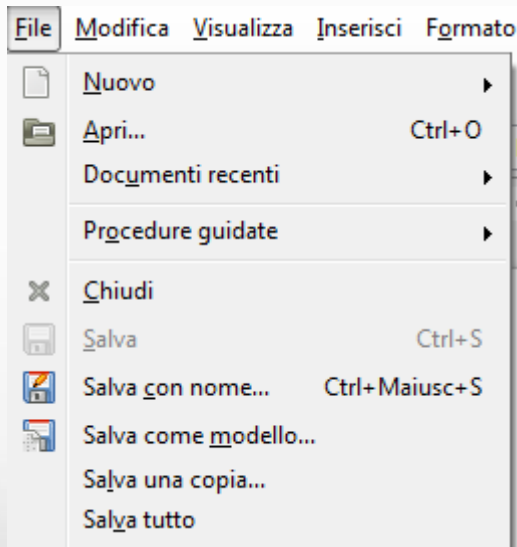 File Modifica Visualizza Inserisci Formato
Nuovo
Apri... Ctrl+O
Documenti recenti
Procedure guidate
Chiudi
Salva Ctrl+S
Salva con nome... Ctrl+Maiusc+S
Salva come modello...
Salva una copia...
Salva tutto